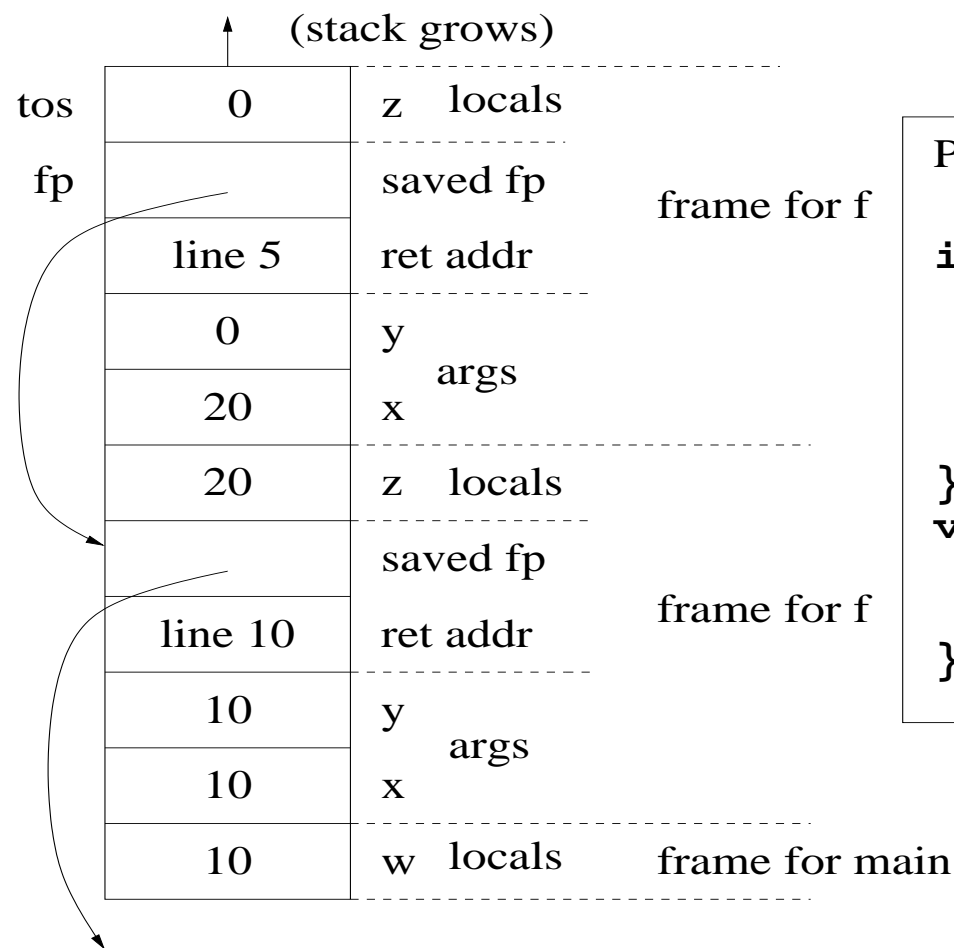 (stack grows)
tos 0 z locals
fp saved fp
frame for f
line 5 ret addr
0 y
args
20 x
20 z locals
saved fp
frame for f
line 10 ret addr
10 y
args
10 x
10 w locals frame for main
P
i
}
v
}